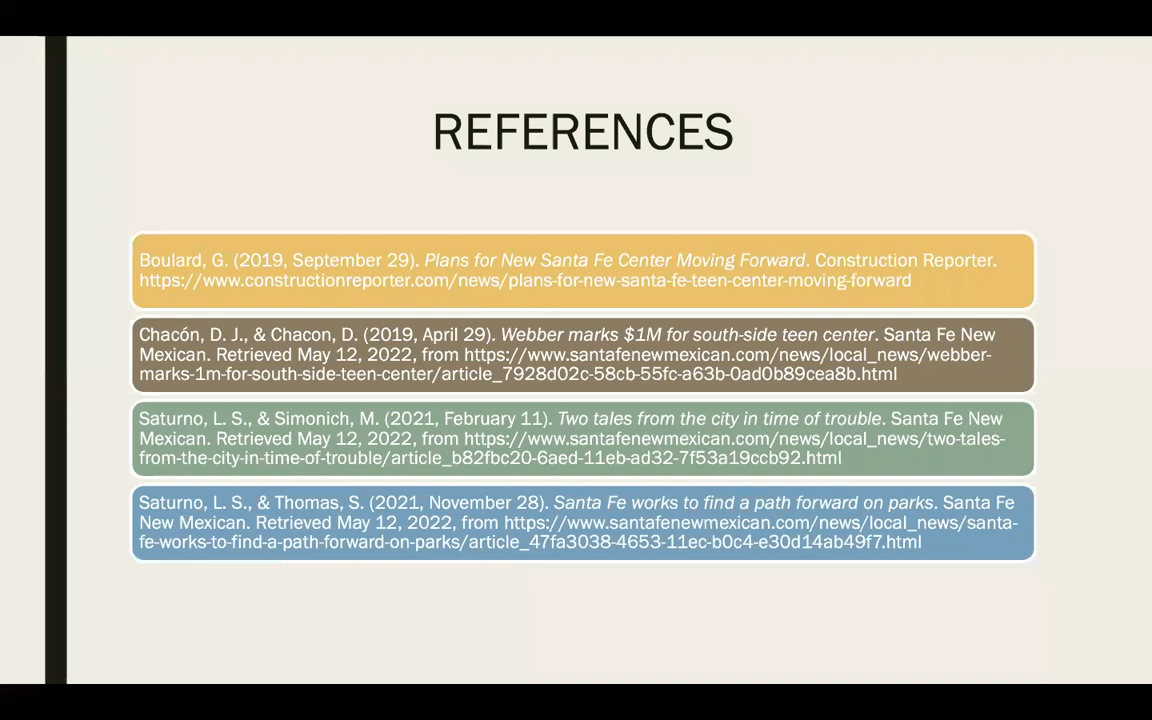 REFERENCES
Boulard, G. (2019, September 29). Plans for New Santa Fe Center Moving Forward. Construction Reporter.
https://www.constructionreporter.com/news/plans-for-new-santa-fe-teen-center-moving-forward
Chacón, D. J., & Chacon, D. (2019, April 29). Webber marks $1M for south-side teen center. Santa Fe New
Mexican. Retrieved May 12, 2022, from https://www.santafenewmexican.com/news/local_news/webber-
marks-1m-for-south-side-teen-center/article_7928d02c-58cb-55fc-a63b-0ad0b89cea8b.html
Saturno, L. S., & Simonich, M. (2021, February 11). Two tales from the city in time of trouble. Santa Fe New
Mexican. Retrieved May 12, 2022, from https://www.santafenewmexican.com/news/local_news/two-tales-
from-the-city-in-time-of-trouble/article_b82fbc20-6aed-11eb-ad32-7f53a19ccb92.html
Saturno, L. S., & Thomas, S. (2021, November 28). Santa Fe works to find a path forward on parks. Santa Fe
New Mexican. Retrieved May 12, 2022, from https://www.santafenewmexican.com/news/local_news/santa-
fe-works-to-find-a-path-forward-on-parks/article_47fa3038-4653-11ec-b0c4-e30d14ab49f7.html